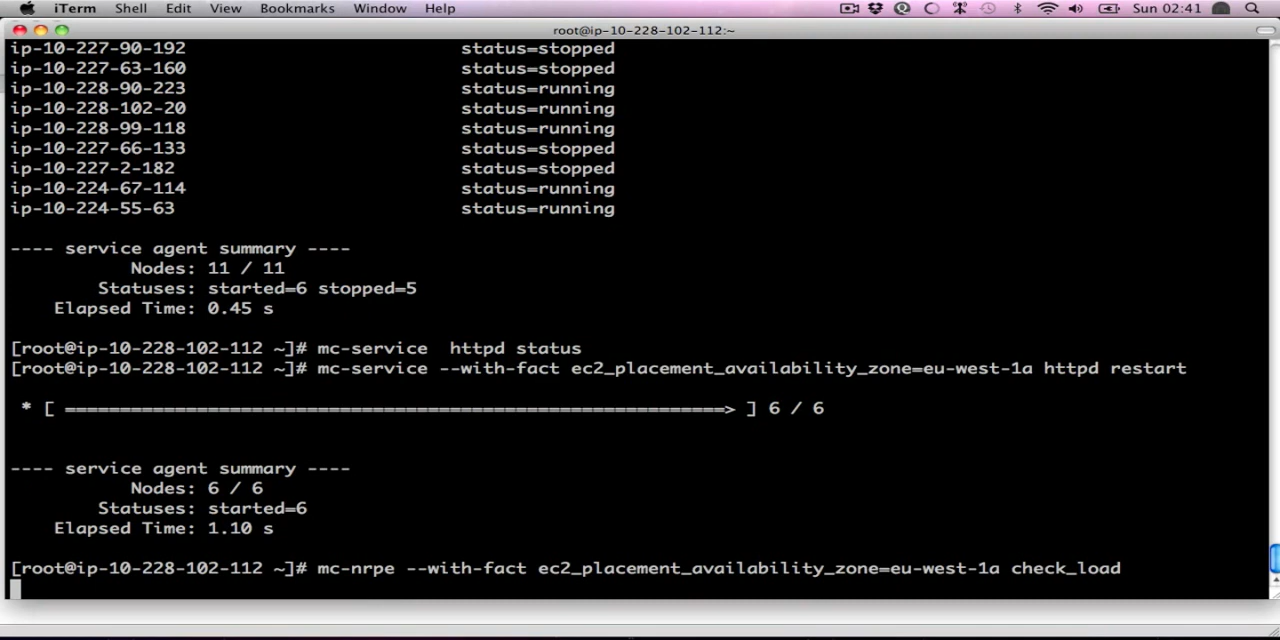 iTerm Shell Edit View Bookmarks Window Help Sun 02:41
root@ip-10-228-102-112:~
ip-10-227-90-192 status=stopped
ip-10-227-63-160 status=stopped
ip-10-228-90-223 status=running
ip-10-228-102-20 status=running
ip-10-228-99-118 status=running
ip-10-227-66-133 status=stopped
ip-10-227-2-182 status=stopped
ip-10-224-67-114 status=running
ip-10-224-55-63 status=running
---- service agent summary ----
Nodes: 11 / 11
Statuses: started=6 stopped=5
Elapsed Time: 0.45 s
[root@ip-10-228-102-112 ~]# mc-service  httpd status
[root@ip-10-228-102-112 ~]# mc-service --with-fact ec2_placement_availability_zone=eu-west-1a httpd restart
* [ ============================================================> ] 6 / 6
---- service agent summary ----
Nodes: 6 / 6
Statuses: started=6
Elapsed Time: 1.10 s
[root@ip-10-228-102-112 ~]# mc-nrpe --with-fact ec2_placement_availability_zone=eu-west-1a check_load